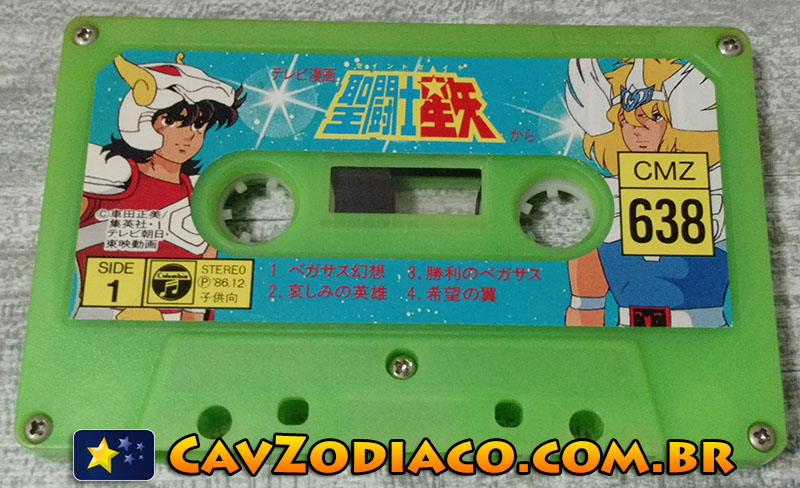 テレビ漫画
セイントセイヤ
聖闘士星矢
から
CMZ
638
©車田正美/
集英社・
テレビ朝日・
東映動画
SIDE
1
Columbia
STEREO
Ⓟ'86.12
子供向
1. ペガサス幻想
2. 哀しみの英雄
3. 勝利のペガサス
4. 希望の翼
CavZodiaco.com.br